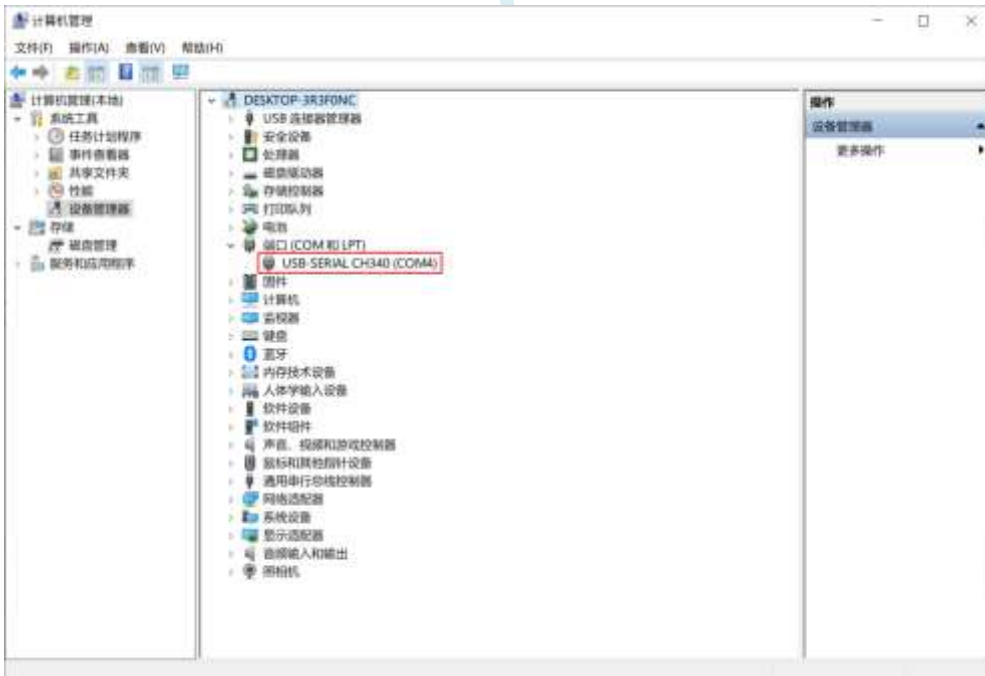 计算机管理
文件(F) 操作(A) 查看(V) 帮助(H)
计算机管理(本地)
系统工具
任务计划程序
事件查看器
共享文件夹
性能
设备管理器
存储
磁盘管理
服务和应用程序
DESKTOP-3R3F0NC
USB 连接器管理器
安全设备
处理器
磁盘驱动器
存储控制器
打印队列
电池
端口 (COM 和 LPT)
USB-SERIAL CH340 (COM4)
固件
计算机
监视器
键盘
蓝牙
内存技术设备
人体学输入设备
软件设备
软件组件
声音、视频和游戏控制器
鼠标和其他指针设备
通用串行总线控制器
网络适配器
系统设备
显示适配器
音频输入和输出
照相机
操作
设备管理器
更多操作